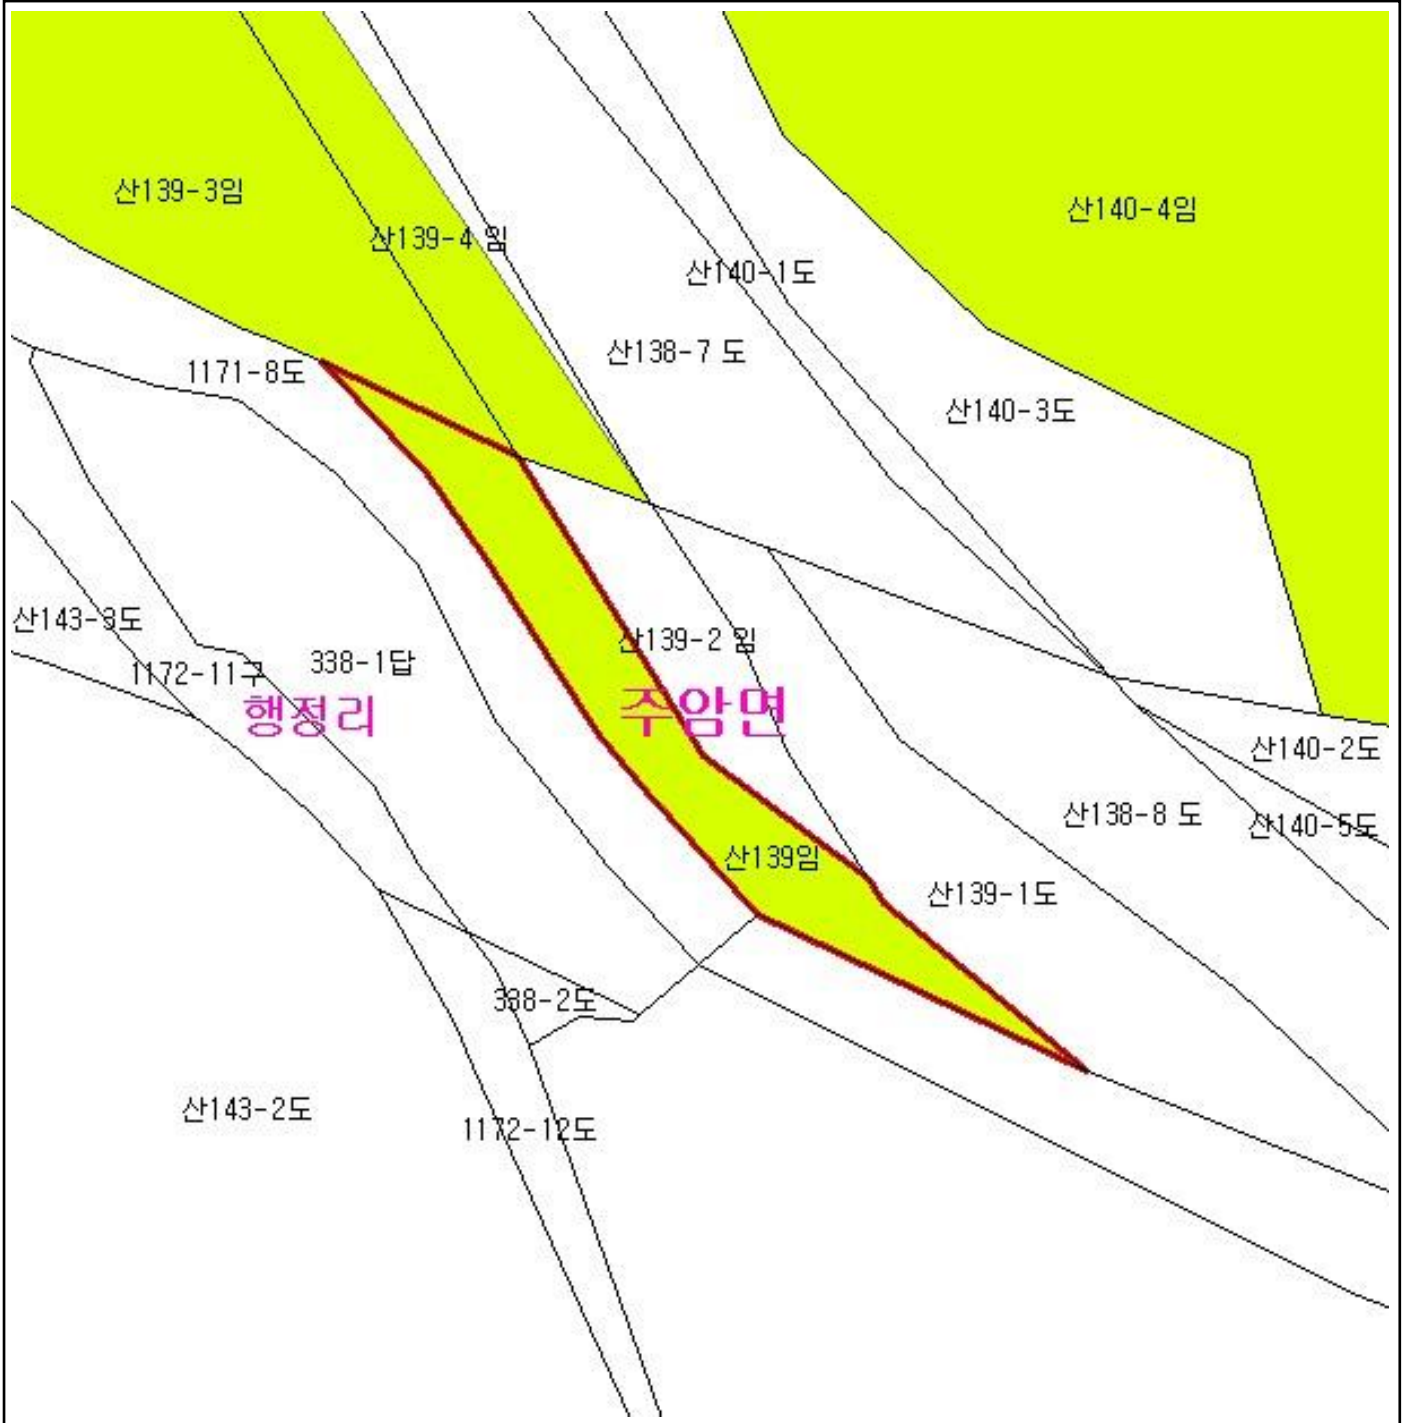 산139-3임
산140-4임
산139-4 임
산140-1도
산138-7 도
1171-8도
산140-3도
산143-3도
산139-2 임
338-1답
1172-11구
행정리
주암면
산140-2도
산138-8 도
산140-5도
산139임
산139-1도
338-2도
산143-2도
1172-12도